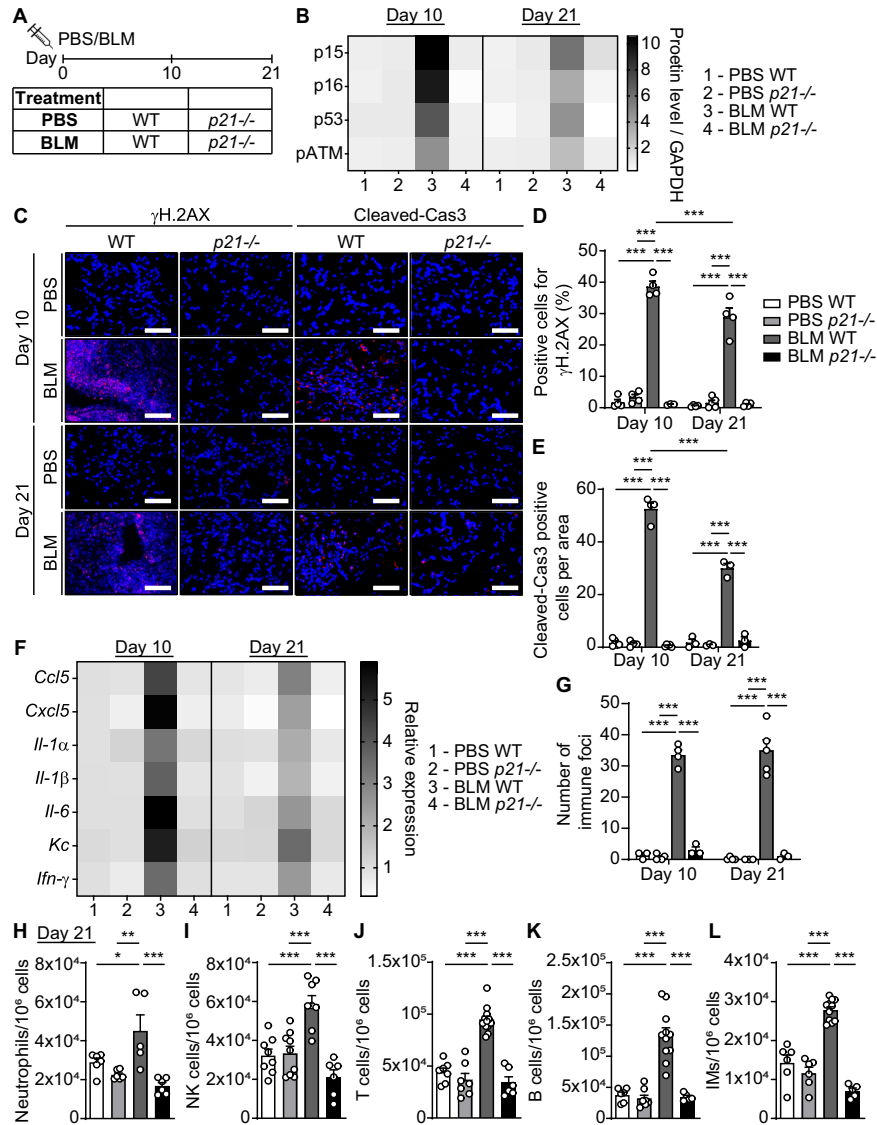 A
PBS/BLM
Day
0 10 21
Treatment
PBS WT p21-/-
BLM WT p21-/-
B
Day 10 Day 21
p15
p16
p53
pATM
1 2 3 4 1 2 3 4
10
8
6
4
2
Proetin level / GAPDH
1 - PBS WT
2 - PBS p21-/-
3 - BLM WT
4 - BLM p21-/-
C
γH.2AX Cleaved-Cas3
WT p21-/- WT p21-/-
Day 10
PBS
BLM
Day 21
PBS
BLM
D
Positive cells for
γH.2AX (%)
50
40
30
20
10
0
***
*** ***
*** *** *** ***
Day 10 Day 21
PBS WT
PBS p21-/-
BLM WT
BLM p21-/-
E
Cleaved-Cas3 positive
cells per area
60
40
20
0
***
***
*** ***
***
*** ***
Day 10 Day 21
F
Day 10 Day 21
Ccl5
Cxcl5
Il-1α
Il-1β
Il-6
Kc
Ifn-γ
1 2 3 4 1 2 3 4
5
4
3
2
1
Relative expression
1 - PBS WT
2 - PBS p21-/-
3 - BLM WT
4 - BLM p21-/-
G
Number of
immune foci
50
40
30
20
10
0
***
*** ***
***
*** ***
Day 10 Day 21
H Day 21
Neutrophils/10⁶ cells
8x10⁴
6x10⁴
4x10⁴
2x10⁴
0
**
* ***
I
NK cells/10⁶ cells
8x10⁴
6x10⁴
4x10⁴
2x10⁴
0
***
*** ***
J
T cells/10⁶ cells
1.5x10⁵
10⁵
5x10⁴
0
***
*** ***
K
B cells/10⁶ cells
2.5x10⁵
2x10⁵
1.5x10⁵
10⁵
5x10⁴
0
***
*** ***
L
IMs/10⁶ cells
4x10⁴
3x10⁴
2x10⁴
1x10⁴
0
***
*** ***